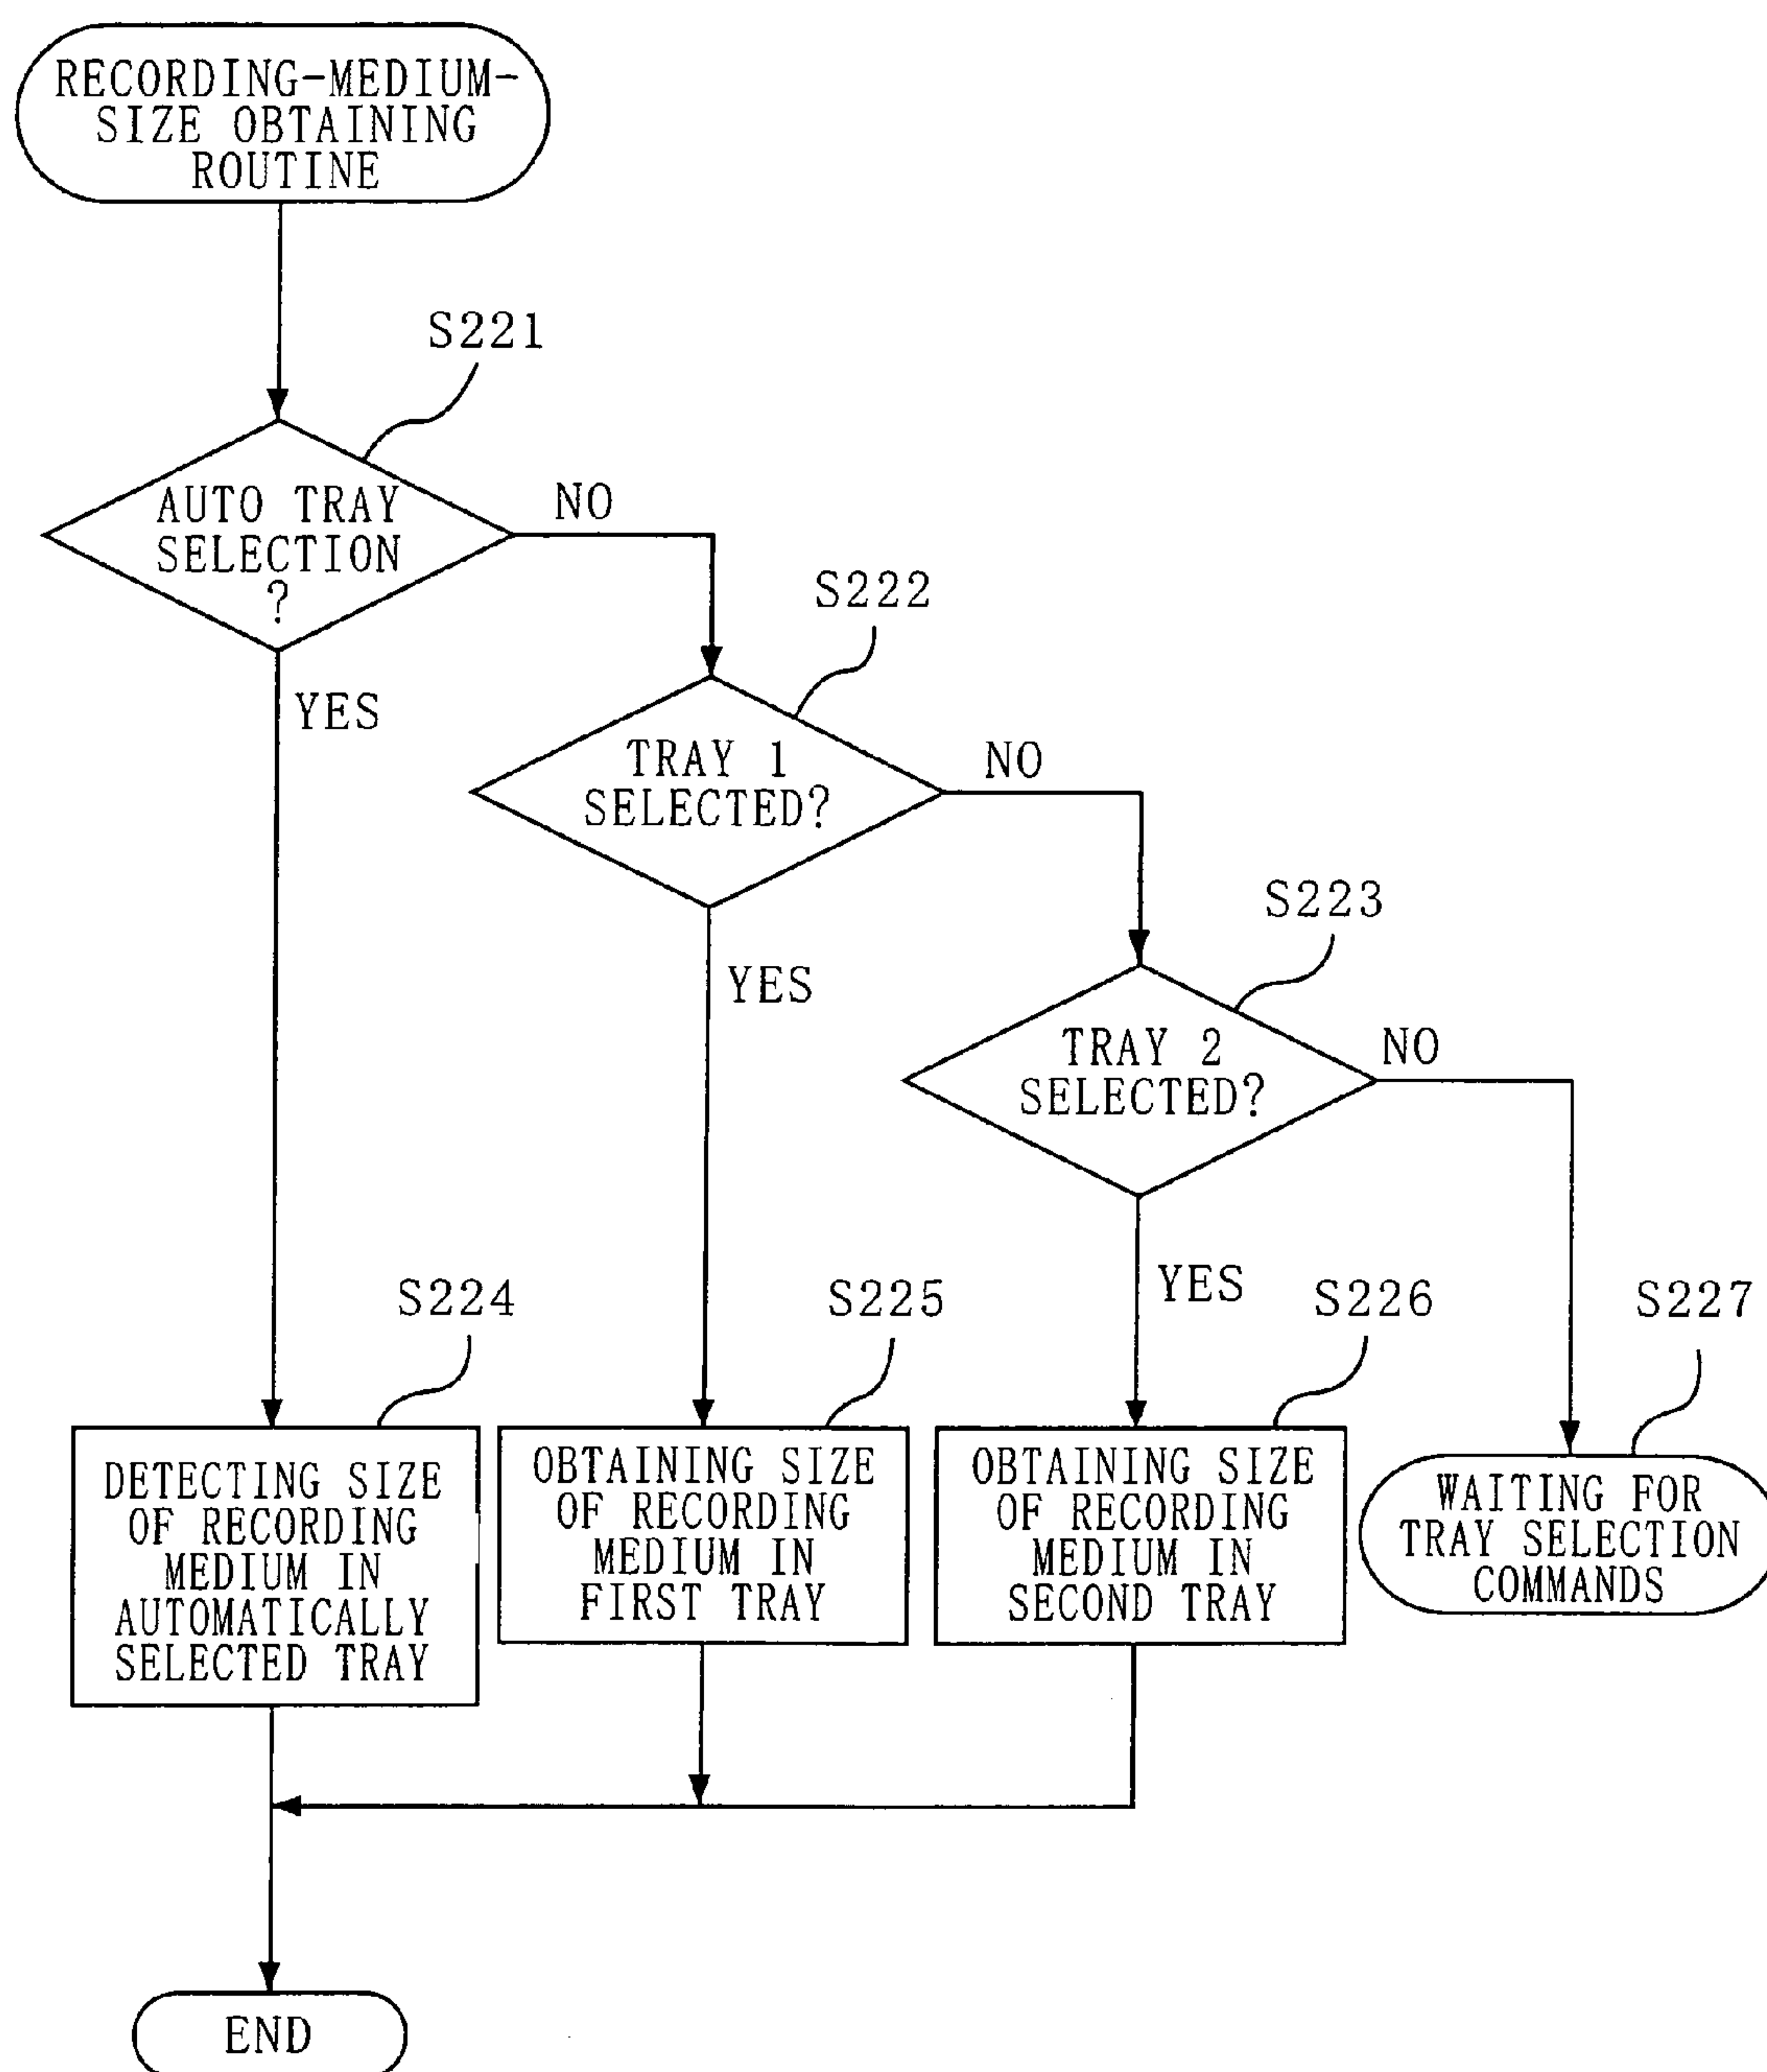 RECORDING-MEDIUM-
SIZE OBTAINING
ROUTINE
S221
AUTO TRAY
SELECTION
?
NO
YES
S222
TRAY 1
SELECTED?
NO
YES
S223
TRAY 2
SELECTED?
NO
YES
S224
DETECTING SIZE
OF RECORDING
MEDIUM IN
AUTOMATICALLY
SELECTED TRAY
S225
OBTAINING SIZE
OF RECORDING
MEDIUM IN
FIRST TRAY
S226
OBTAINING SIZE
OF RECORDING
MEDIUM IN
SECOND TRAY
S227
WAITING FOR
TRAY SELECTION
COMMANDS
END